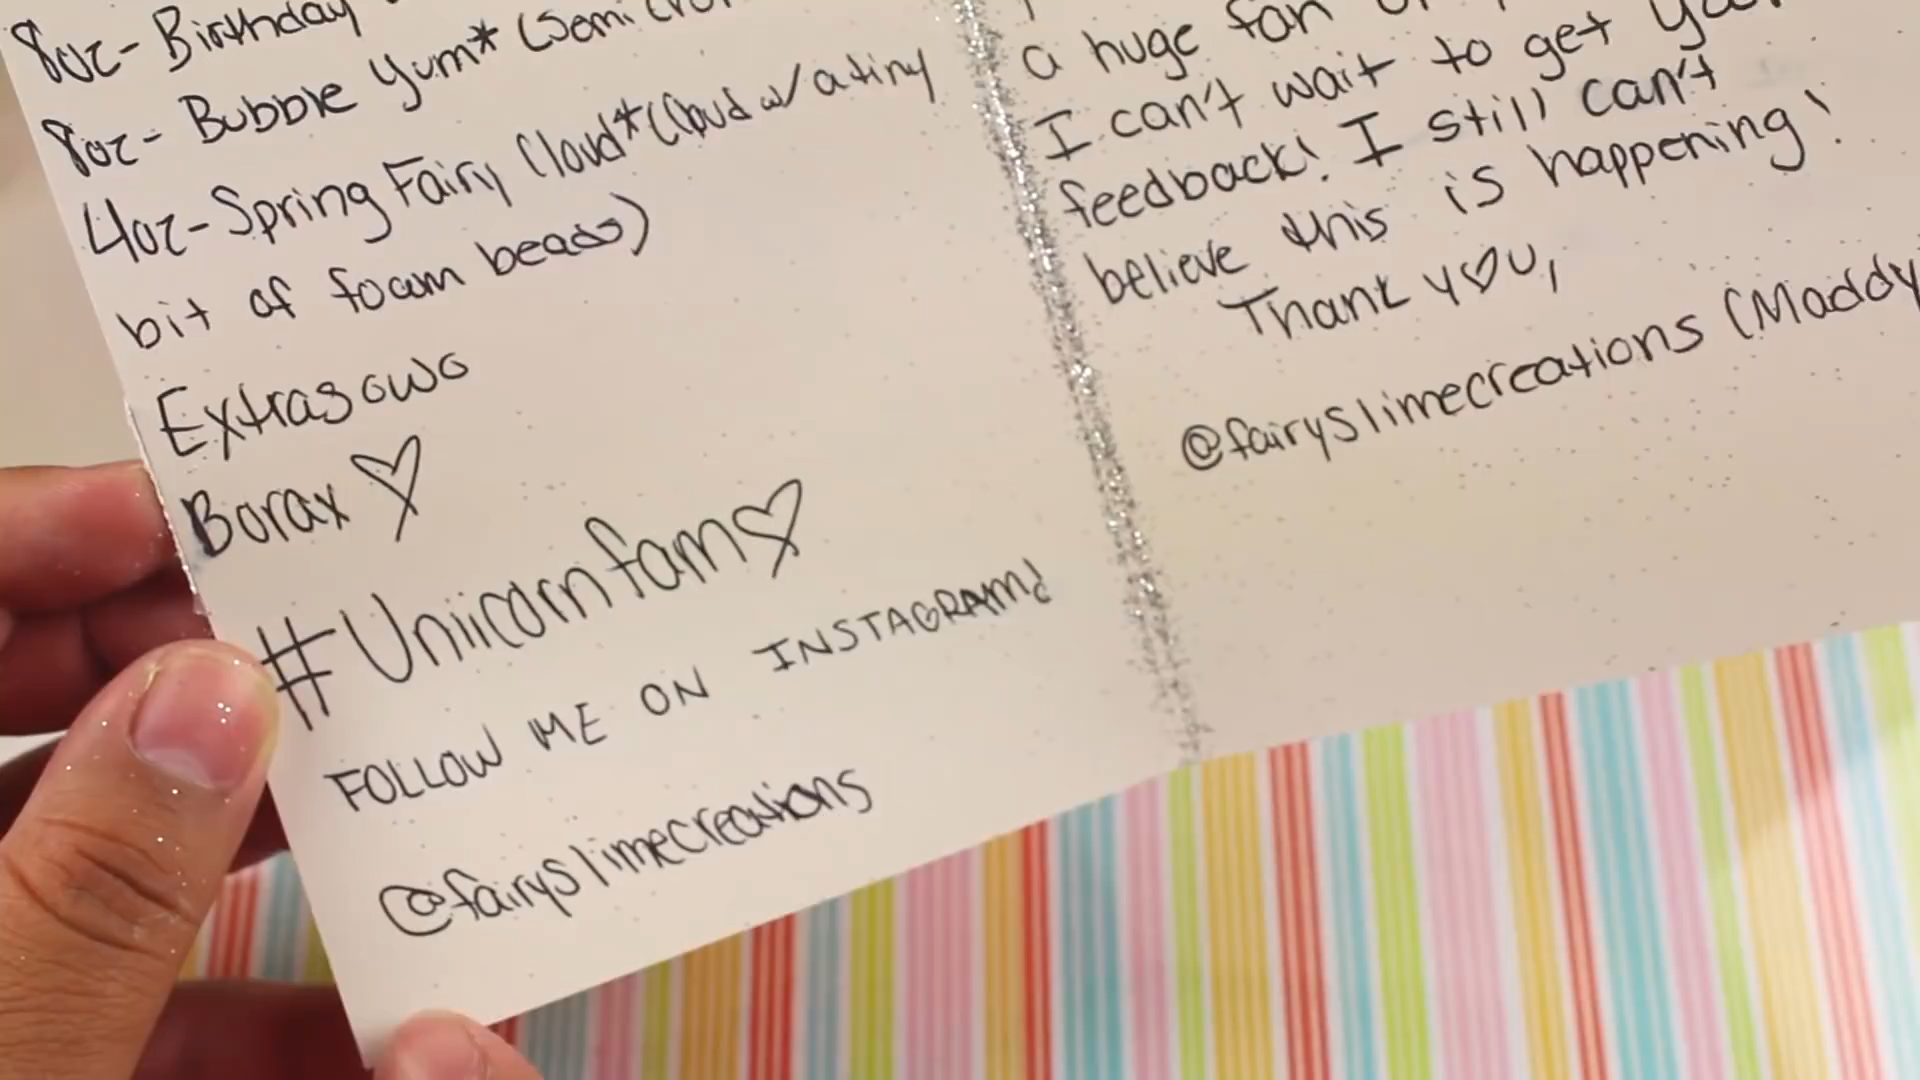 8oz- Birthday
8oz- Bubble Yum* (Semi
4oz- Spring Fairy Cloud* (Cloud w/ a tiny
bit of foam beads)
Extras owo
Borax ♡
#Uniicornfam♡
FOLLOW ME ON INSTAGRAM!
@fairyslimecreations
a huge fan
I can't wait to get
feedback! I still can't
believe this is happening!
Thank y♡u,
@fairyslimecreations (Maddy